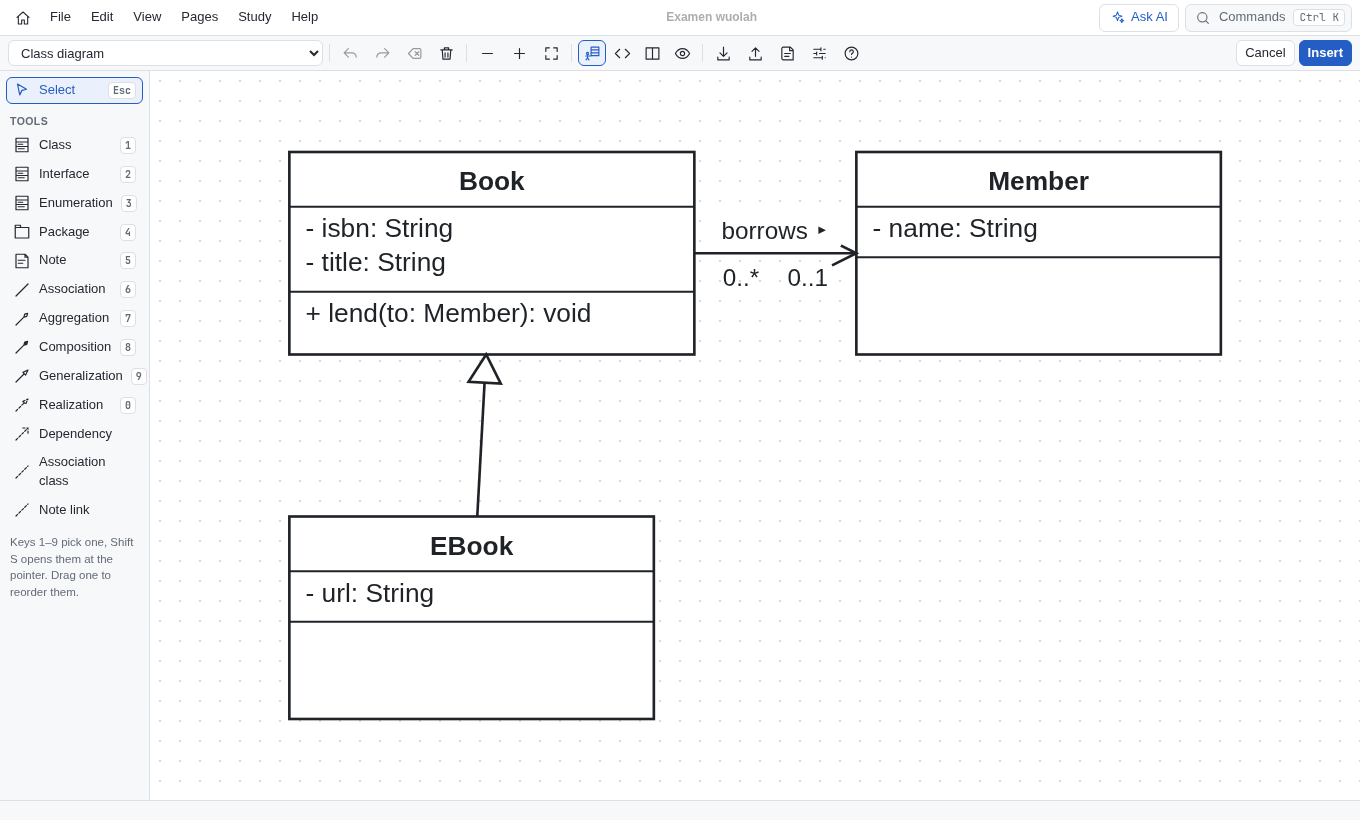 File Edit View Pages Study Help
Examen wuolah
Ask AI
Commands Ctrl K
Class diagram
Cancel Insert
Select Esc
TOOLS
Class 1
Interface 2
Enumeration 3
Package 4
Note 5
Association 6
Aggregation 7
Composition 8
Generalization 9
Realization 0
Dependency
Association
class
Note link
Keys 1–9 pick one, Shift
S opens them at the
pointer. Drag one to
reorder them.
Book
- isbn: String
- title: String
+ lend(to: Member): void
borrows ▸
0..* 0..1
Member
- name: String
EBook
- url: String